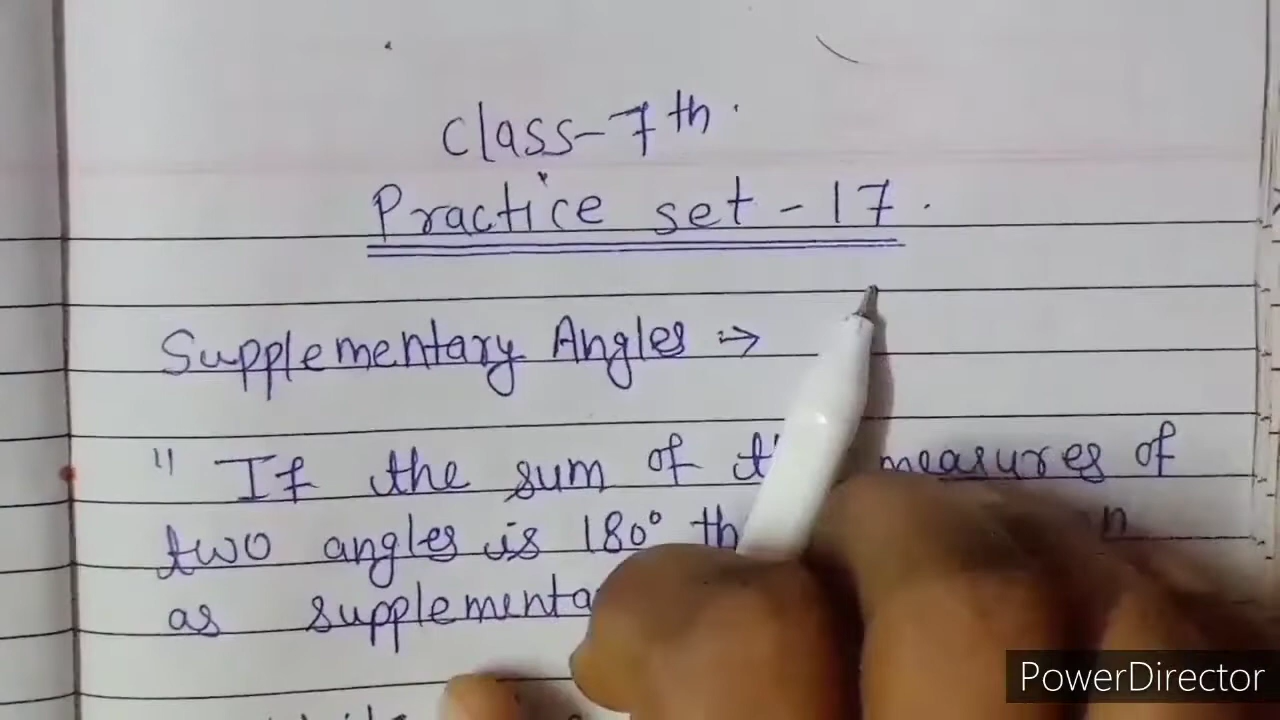 Class-7th.
Practice set - 17.
Supplementary Angles →
" If the sum of measures of
two angles is 180°
as
PowerDirector